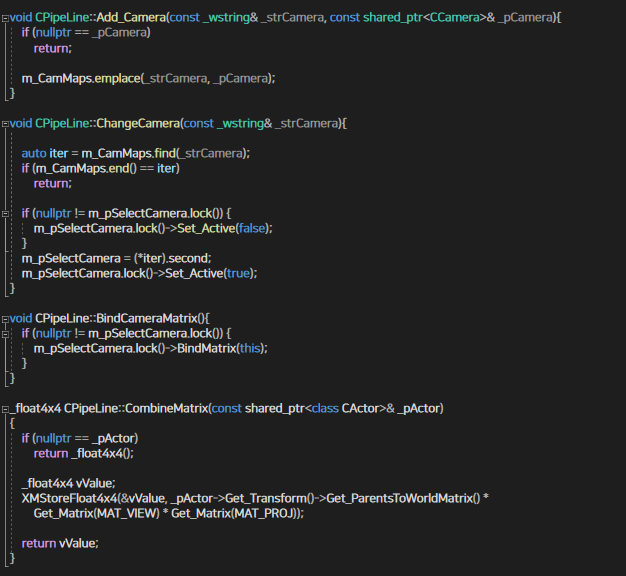 void CPipeLine::Add_Camera(const _wstring& _strCamera, const shared_ptr<CCamera>& _pCamera){
if (nullptr == _pCamera)
return;
m_CamMaps.emplace(_strCamera, _pCamera);
}
void CPipeLine::ChangeCamera(const _wstring& _strCamera){
auto iter = m_CamMaps.find(_strCamera);
if (m_CamMaps.end() == iter)
return;
if (nullptr != m_pSelectCamera.lock()) {
m_pSelectCamera.lock()->Set_Active(false);
}
m_pSelectCamera = (*iter).second;
m_pSelectCamera.lock()->Set_Active(true);
}
void CPipeLine::BindCameraMatrix(){
if (nullptr != m_pSelectCamera.lock()) {
m_pSelectCamera.lock()->BindMatrix(this);
}
}
_float4x4 CPipeLine::CombineMatrix(const shared_ptr<class CActor>& _pActor)
{
if (nullptr == _pActor)
return _float4x4();
_float4x4 vValue;
XMStoreFloat4x4(&vValue, _pActor->Get_Transform()->Get_ParentsToWorldMatrix() *
Get_Matrix(MAT_VIEW) * Get_Matrix(MAT_PROJ));
return vValue;
}